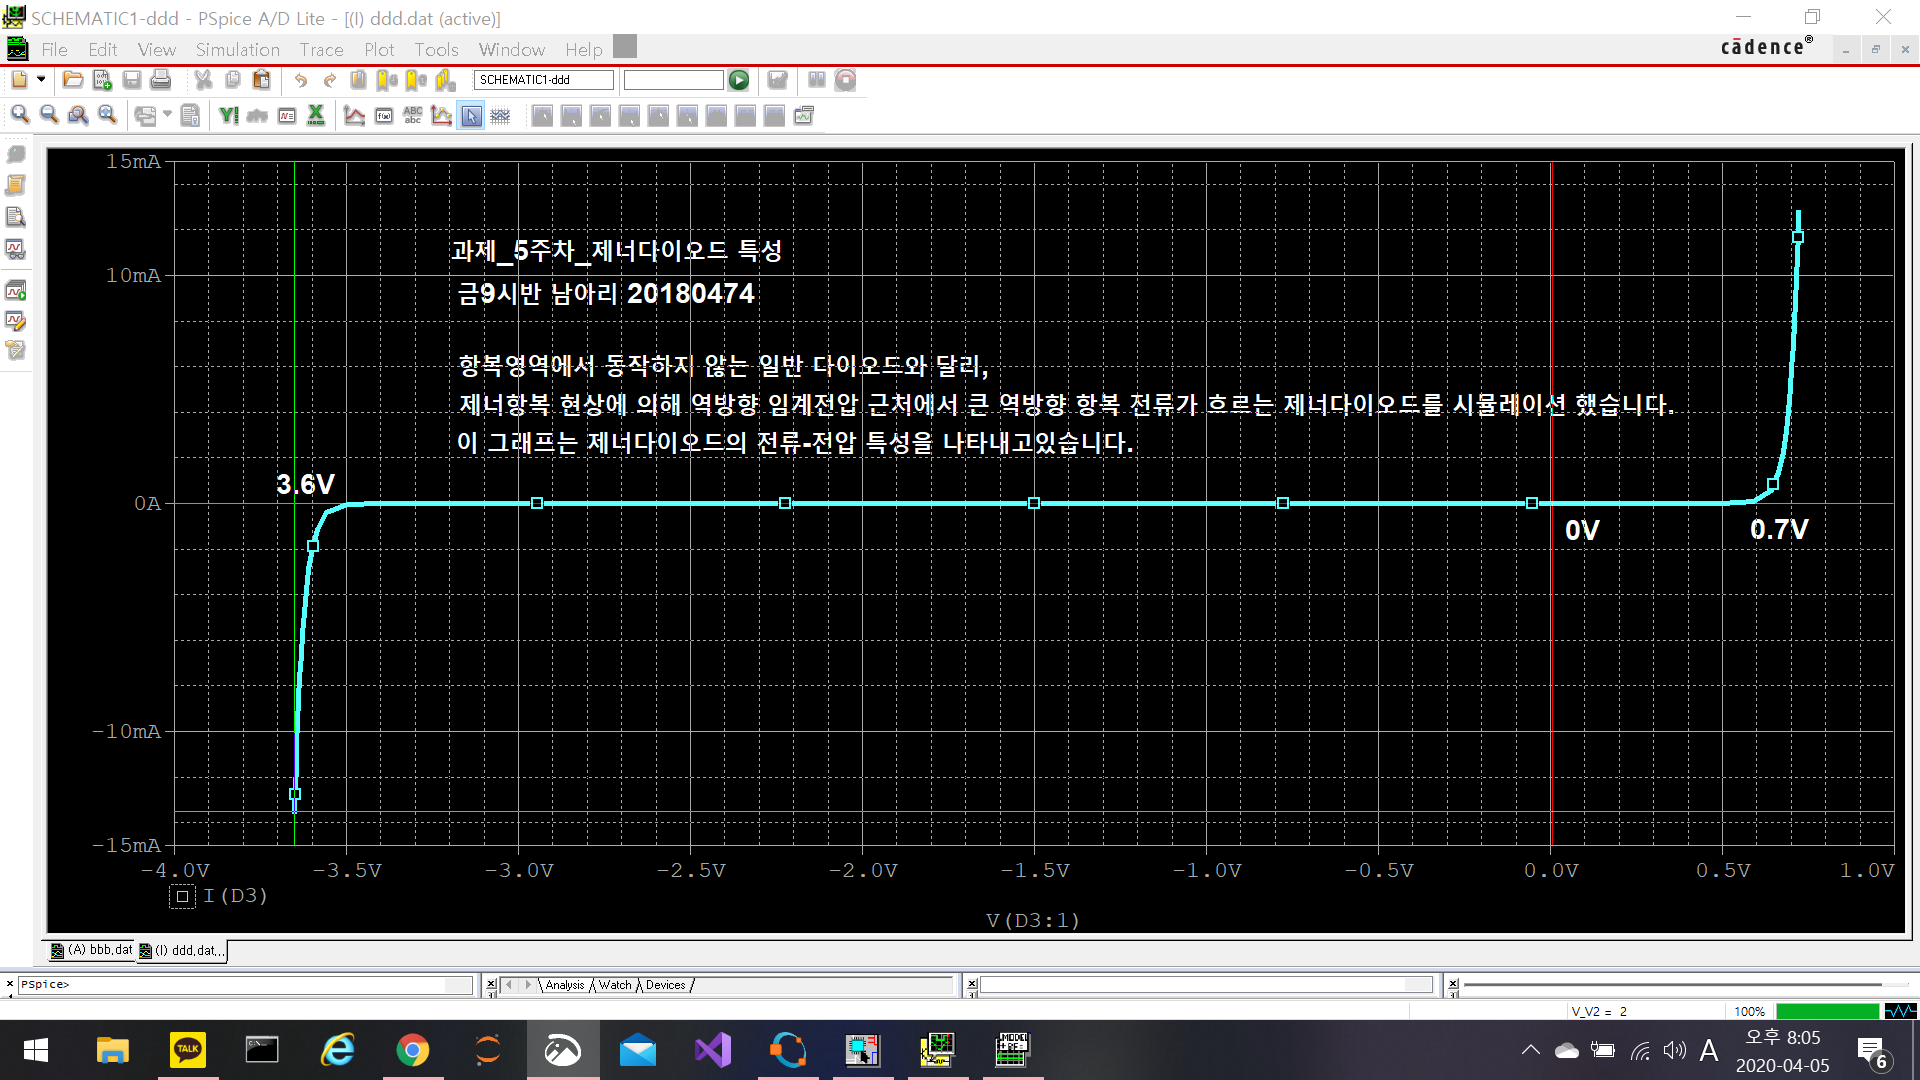 SCHEMATIC1-ddd - PSpice A/D Lite - [(I) ddd.dat (active)]
File Edit View Simulation Trace Plot Tools Window Help
cādence®
SCHEMATIC1-ddd
15mA
과제_5주차_제너다이오드 특성
10mA
금9시반 남아리 20180474
항복영역에서 동작하지 않는 일반 다이오드와 달리,
제너항복 현상에 의해 역방향 임계전압 근처에서 큰 역방향 항복 전류가 흐르는 제너다이오드를 시뮬레이션 했습니다.
이 그래프는 제너다이오드의 전류-전압 특성을 나타내고있습니다.
3.6V
0A
0V
0.7V
-10mA
-15mA
-4.0V -3.5V -3.0V -2.5V -2.0V -1.5V -1.0V -0.5V 0.0V 0.5V 1.0V
I(D3)
V(D3:1)
(A) bbb.dat (I) ddd.dat...
PSpice>
Analysis Watch Devices
V_V2 = 2 100%
TALK
MODEL
A
오후 8:05
2020-04-05
6